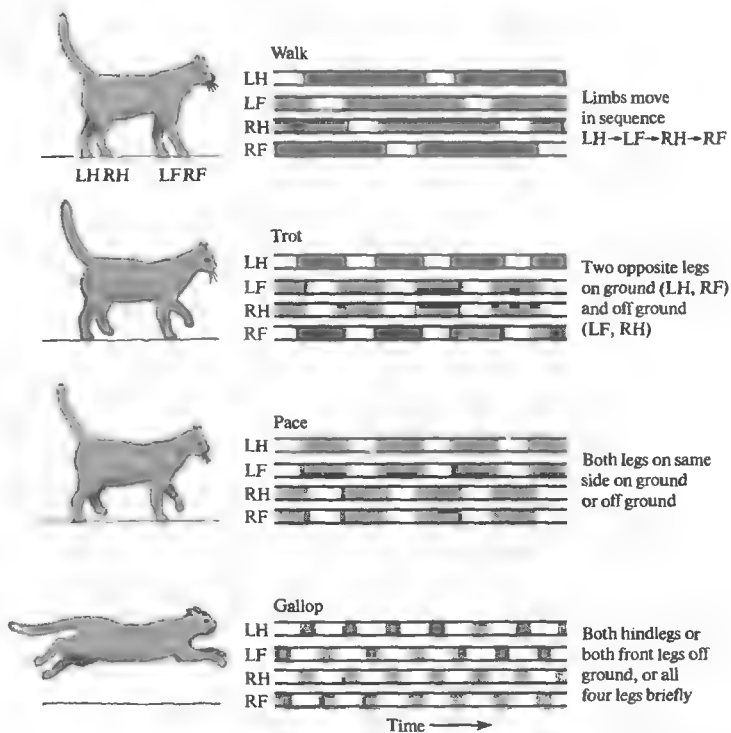 Walk
LH
LF
RH
RF
Limbs move
in sequence
LH→LF→RH→RF
LH RH LF RF
Trot
LH
LF
RH
RF
Two opposite legs
on ground (LH, RF)
and off ground
(LF, RH)
Pace
LH
LF
RH
RF
Both legs on same
side on ground
or off ground
Gallop
LH
LF
RH
RF
Both hindlegs or
both front legs off
ground, or all
four legs briefly
Time →